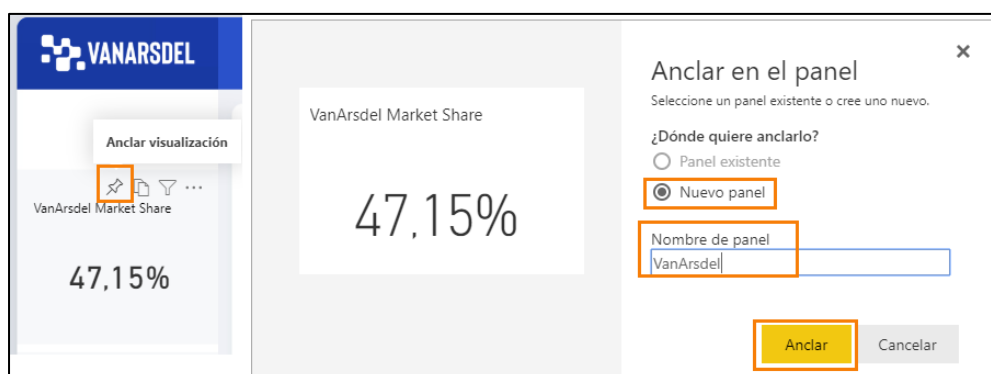 VANARSDEL
Anclar visualización
VanArsdel Market Share
47,15%
VanArsdel Market Share
47,15%
Anclar en el panel
Seleccione un panel existente o cree uno nuevo.
¿Dónde quiere anclarlo?
Panel existente
Nuevo panel
Nombre de panel
VanArsdel
Anclar
Cancelar